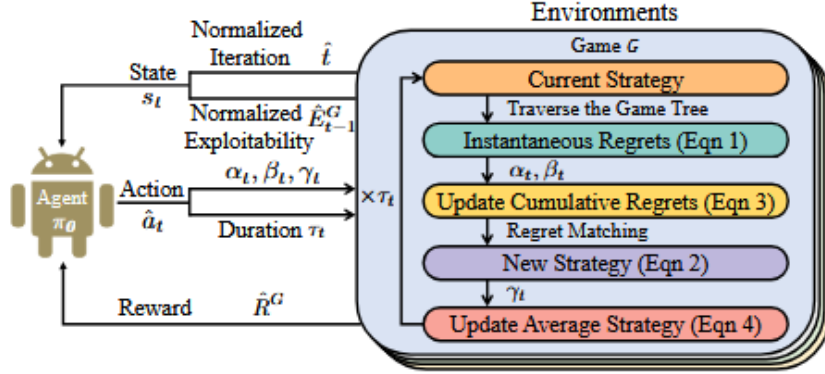 Environments
Game G
Normalized
Iteration t̂
State
s_t
Normalized Ê^G_{t−1}
Exploitability
Agent
π_θ
Action
â_t
α_t, β_t, γ_t
Duration τ_t
Reward R̂^G
×τ_t
Current Strategy
Traverse the Game Tree
Instantaneous Regrets (Eqn 1)
α_t, β_t
Update Cumulative Regrets (Eqn 3)
Regret Matching
New Strategy (Eqn 2)
γ_t
Update Average Strategy (Eqn 4)